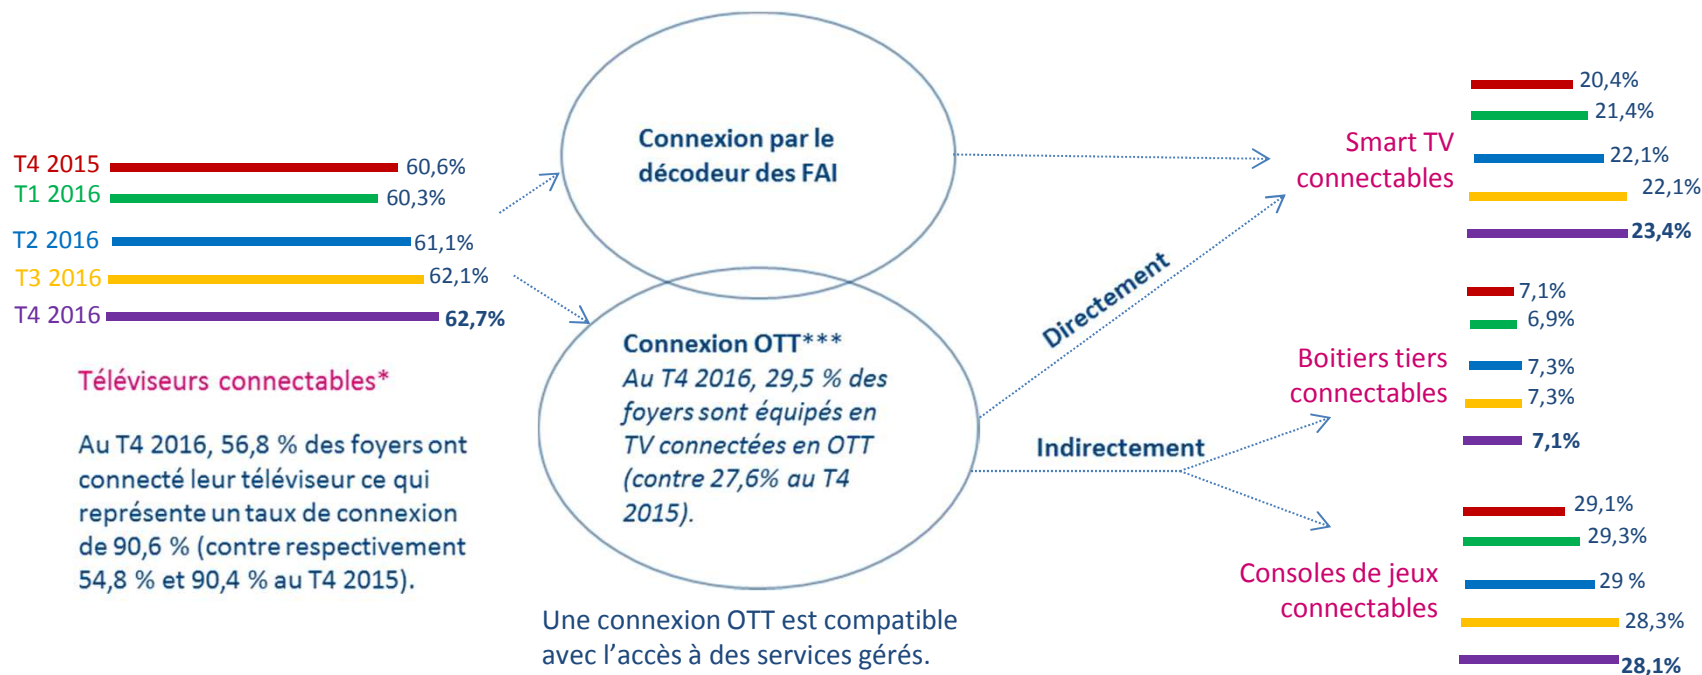 T4 2015 60,6%
T1 2016 60,3%
T2 2016 61,1%
T3 2016 62,1%
T4 2016 62,7%
Téléviseurs connectables*
Au T4 2016, 56,8 % des foyers ont
connecté leur téléviseur ce qui
représente un taux de connexion
de 90,6 % (contre respectivement
54,8 % et 90,4 % au T4 2015).
Connexion par le
décodeur des FAI
Connexion OTT***
Au T4 2016, 29,5 % des
foyers sont équipés en
TV connectées en OTT
(contre 27,6% au T4
2015).
Une connexion OTT est compatible
avec l’accès à des services gérés.
Directement
Indirectement
Smart TV
connectables
20,4%
21,4%
22,1%
22,1%
23,4%
Boitiers tiers
connectables
7,1%
6,9%
7,3%
7,3%
7,1%
Consoles de jeux
connectables
29,1%
29,3%
29 %
28,3%
28,1%